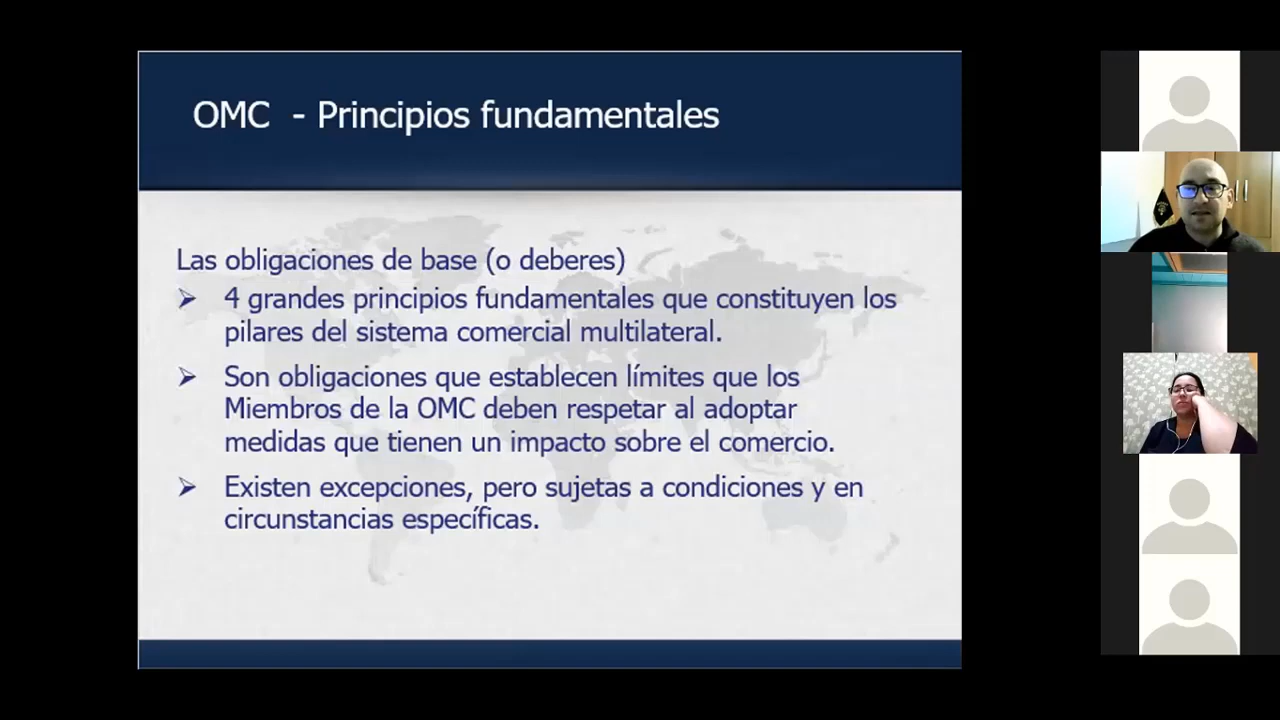 OMC - Principios fundamentales
Las obligaciones de base (o deberes)
➢ 4 grandes principios fundamentales que constituyen los
pilares del sistema comercial multilateral.
➢ Son obligaciones que establecen límites que los
Miembros de la OMC deben respetar al adoptar
medidas que tienen un impacto sobre el comercio.
➢ Existen excepciones, pero sujetas a condiciones y en
circunstancias específicas.